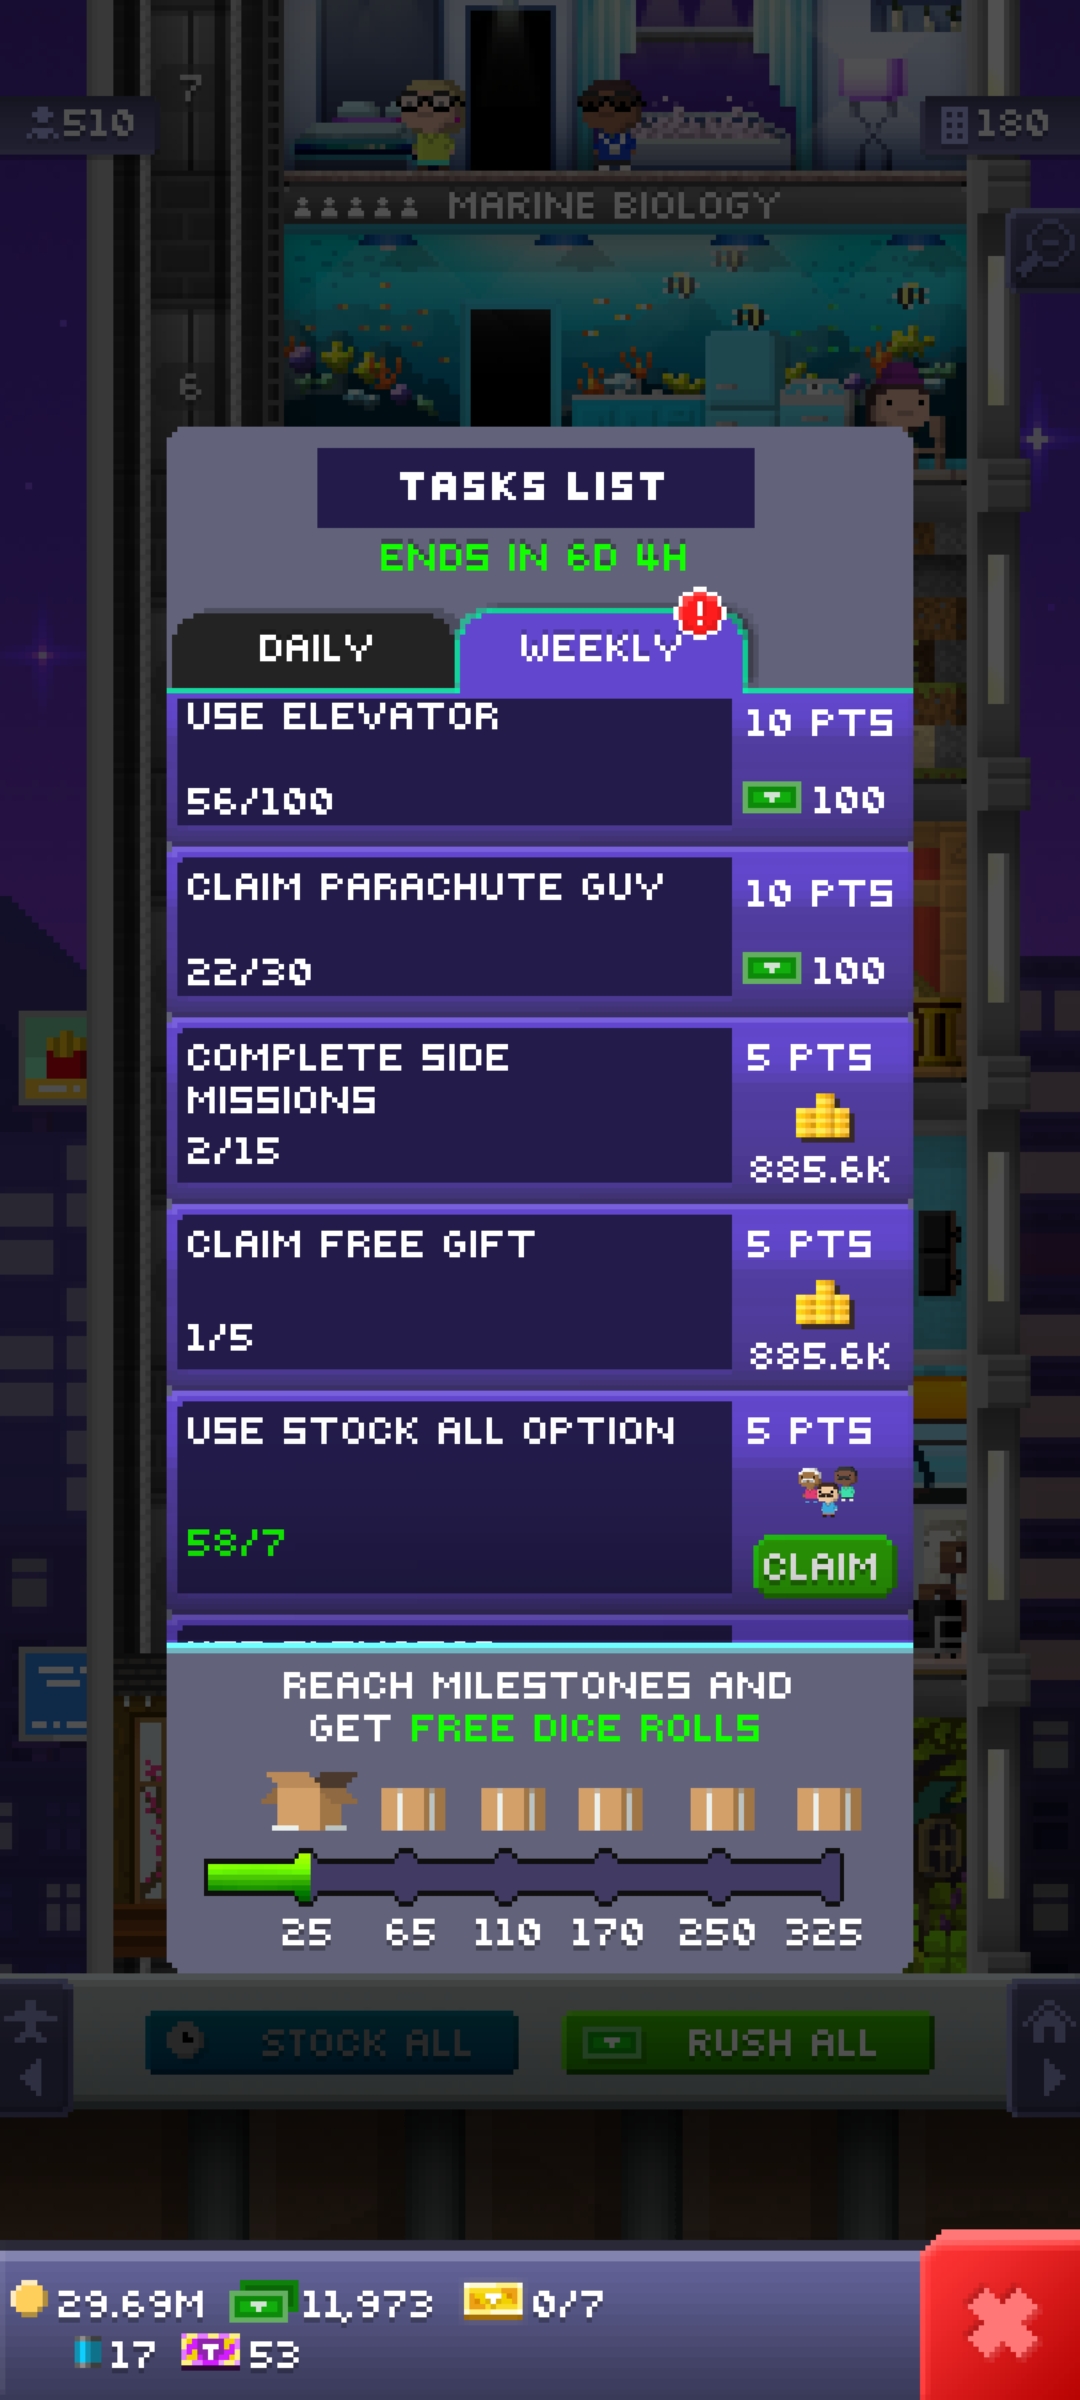 7
510
180
MARINE BIOLOGY
6
TASKS LIST
ENDS IN 6D 4H
DAILY
WEEKLY
!
USE ELEVATOR
10 PTS
56/100
100
CLAIM PARACHUTE GUY
10 PTS
22/30
100
COMPLETE SIDE
MISSIONS
5 PTS
2/15
885.6K
CLAIM FREE GIFT
5 PTS
1/5
885.6K
USE STOCK ALL OPTION
5 PTS
58/7
CLAIM
REACH MILESTONES AND
GET FREE DICE ROLLS
25 65 110 170 250 325
STOCK ALL
RUSH ALL
29.69M 11,973 0/7
17 53